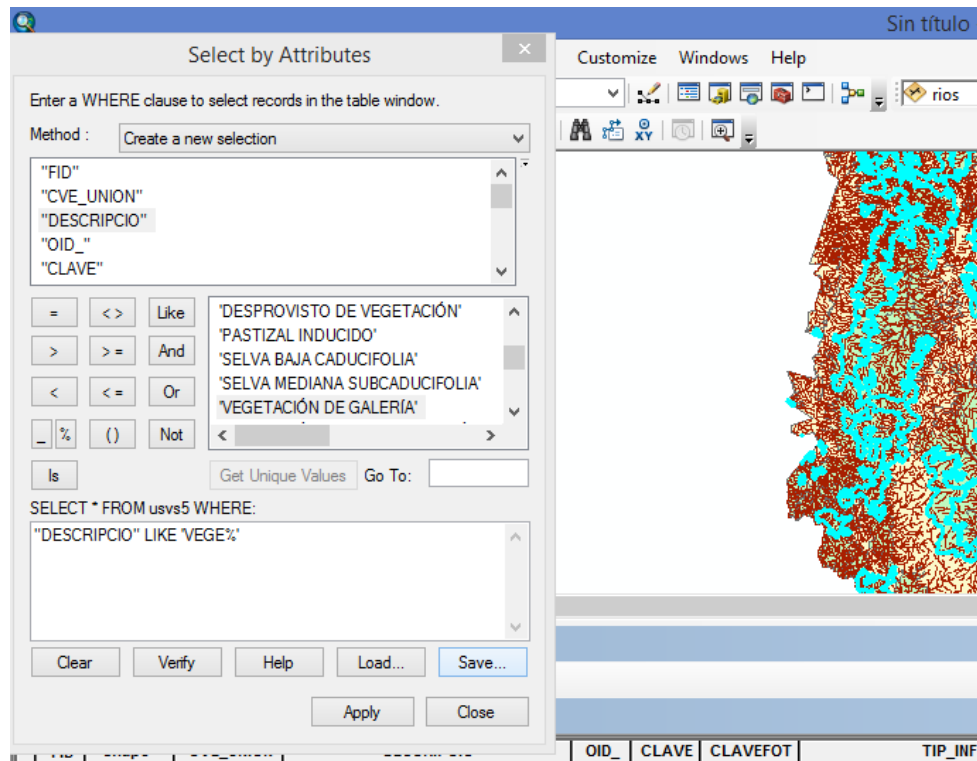 Sin título
Select by Attributes
Customize Windows Help
Enter a WHERE clause to select records in the table window.
rios
Method : Create a new selection
"FID"
"CVE_UNION"
"DESCRIPCIO"
"OID_"
"CLAVE"
= < > Like
> > = And
< < = Or
_ % () Not
Is
'DESPROVISTO DE VEGETACIÓN'
'PASTIZAL INDUCIDO'
'SELVA BAJA CADUCIFOLIA'
'SELVA MEDIANA SUBCADUCIFOLIA'
'VEGETACIÓN DE GALERÍA'
Get Unique Values Go To:
SELECT * FROM usvs5 WHERE:
"DESCRIPCIO" LIKE 'VEGE%'
Clear Verify Help Load... Save...
Apply Close
OID_ CLAVE CLAVEFOT TIP_INF